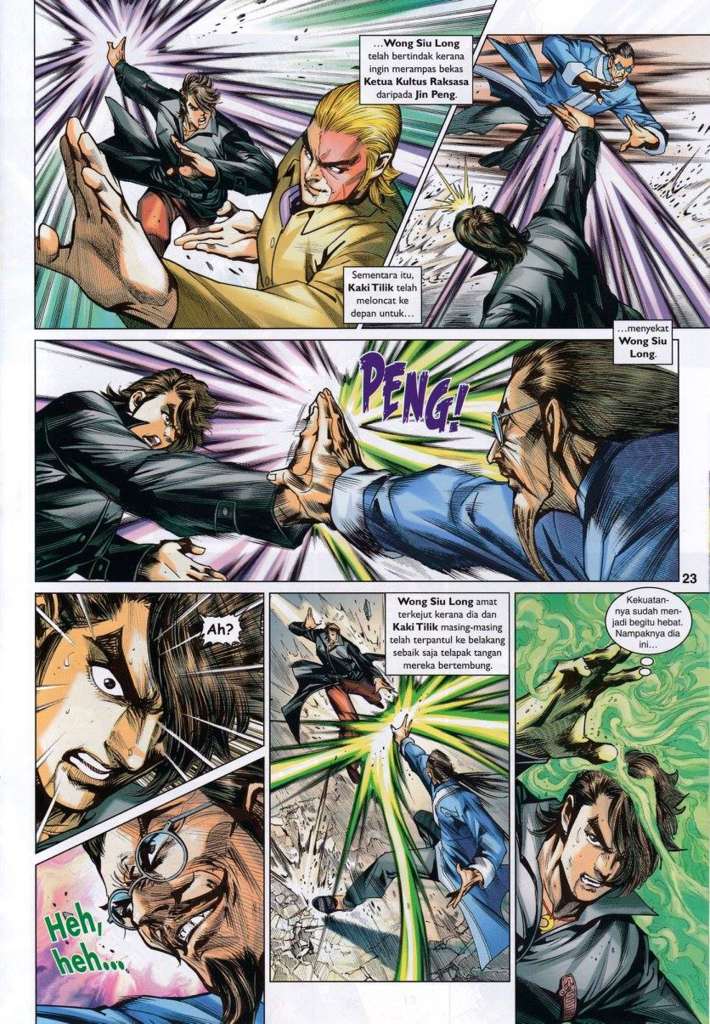 ...Wong Siu Long
telah bertindak kerana
ingin merampas bekas
Ketua Kultus Raksasa
daripada Jin Peng.
Sementara itu,
Kaki Tilik telah
meloncat ke
depan untuk...
...menyekat
Wong Siu
Long.
PENG!
23
Ah?
Heh,
heh...
Wong Siu Long amat
terkejut kerana dia dan
Kaki Tilik masing-masing
telah terpantul ke belakang
sebaik saja telapak tangan
mereka bertembung.
Kekuatan-
nya sudah men-
jadi begitu hebat.
Nampaknya dia
ini...